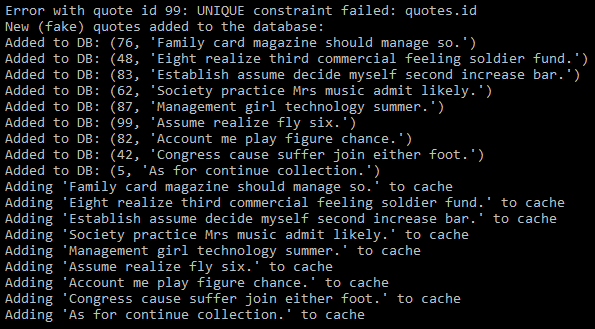 Error with quote id 99: UNIQUE constraint failed: quotes.id
New (fake) quotes added to the database:
Added to DB: (76, 'Family card magazine should manage so.')
Added to DB: (48, 'Eight realize third commercial feeling soldier fund.')
Added to DB: (83, 'Establish assume decide myself second increase bar.')
Added to DB: (62, 'Society practice Mrs music admit likely.')
Added to DB: (87, 'Management girl technology summer.')
Added to DB: (99, 'Assume realize fly six.')
Added to DB: (82, 'Account me play figure chance.')
Added to DB: (42, 'Congress cause suffer join either foot.')
Added to DB: (5, 'As for continue collection.')
Adding 'Family card magazine should manage so.' to cache
Adding 'Eight realize third commercial feeling soldier fund.' to cache
Adding 'Establish assume decide myself second increase bar.' to cache
Adding 'Society practice Mrs music admit likely.' to cache
Adding 'Management girl technology summer.' to cache
Adding 'Assume realize fly six.' to cache
Adding 'Account me play figure chance.' to cache
Adding 'Congress cause suffer join either foot.' to cache
Adding 'As for continue collection.' to cache